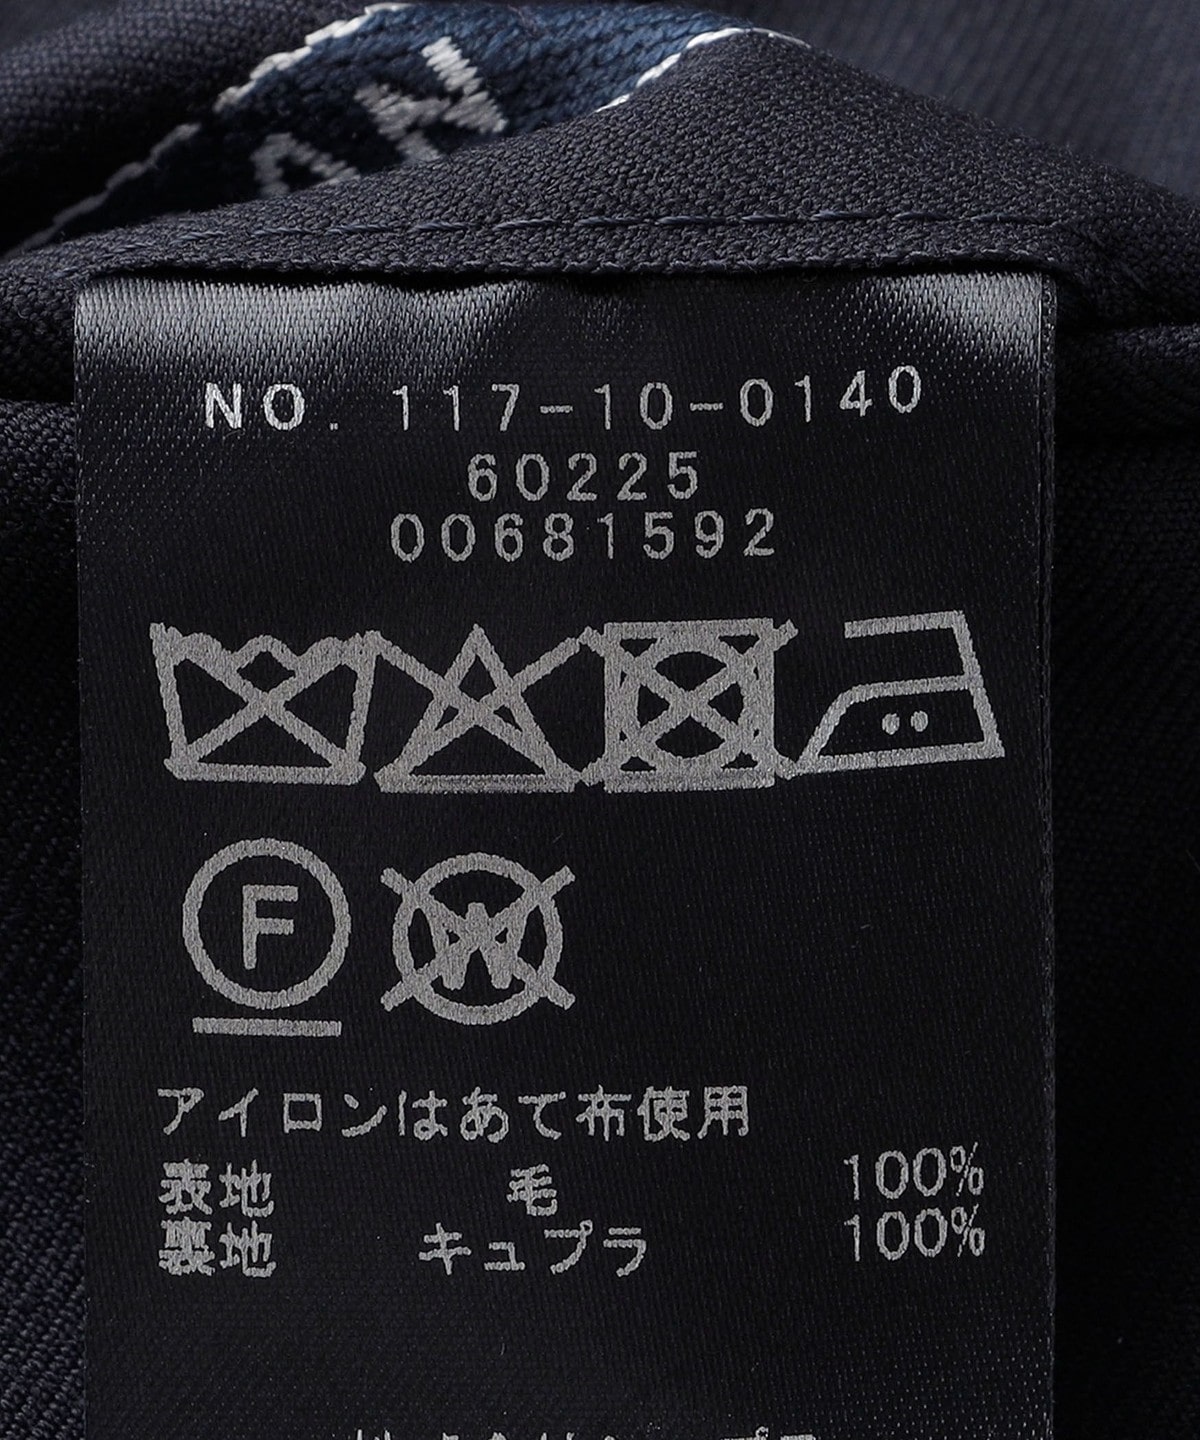 NO. 117-10-0140
60225
00681592
F
W
アイロンはあて布使用
表地 毛 100%
裏地 キュプラ 100%